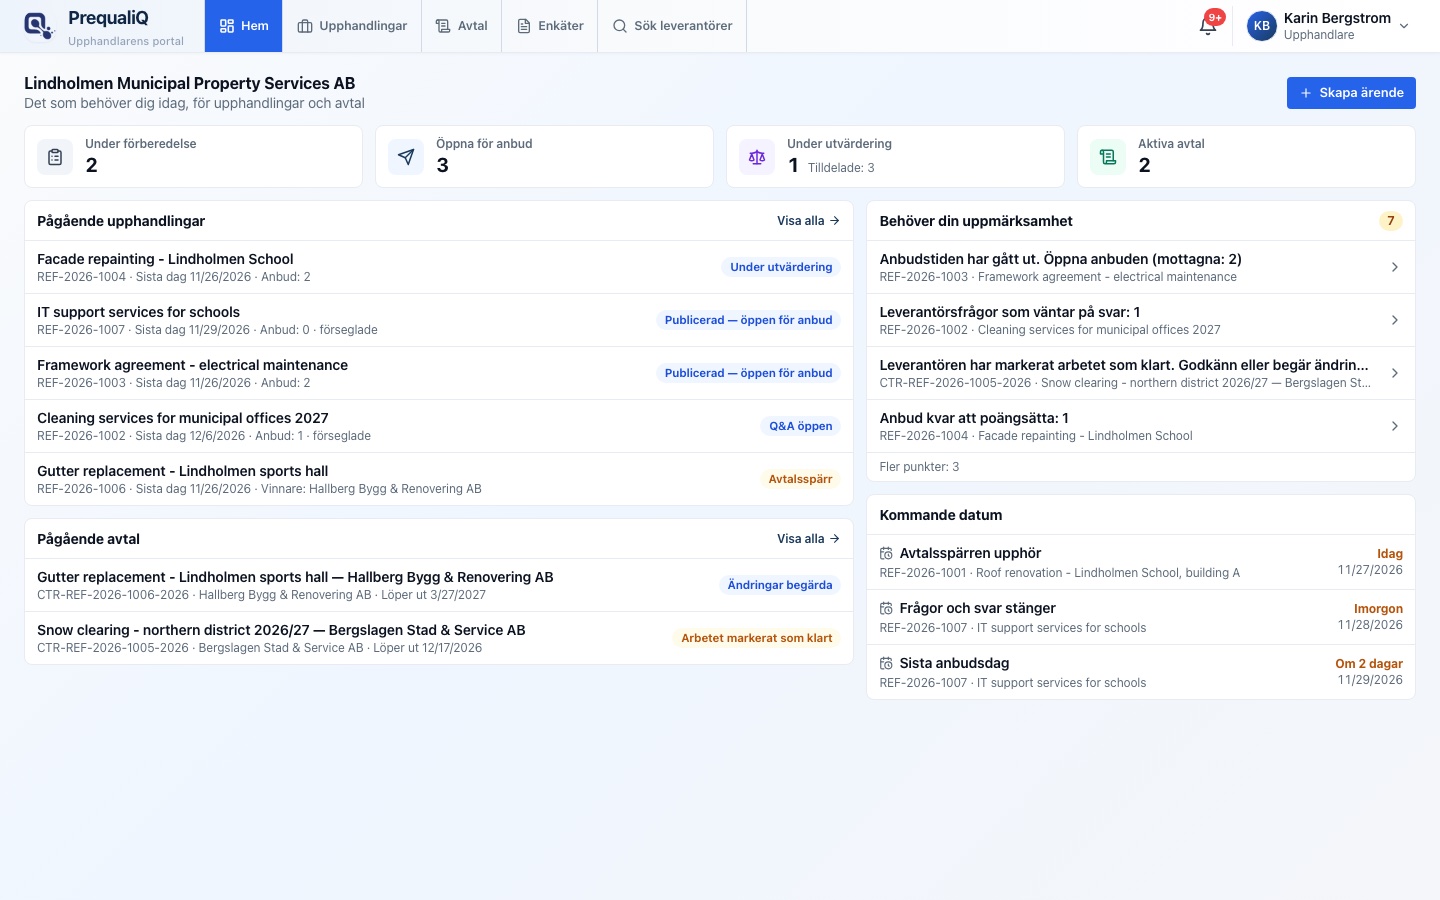 PrequaliQ
Upphandlarens portal
Hem
Upphandlingar
Avtal
Enkäter
Sök leverantörer
9+
KB
Karin Bergstrom
Upphandlare
Lindholmen Municipal Property Services AB
Det som behöver dig idag, för upphandlingar och avtal
+ Skapa ärende
Under förberedelse
2
Öppna för anbud
3
Under utvärdering
1 Tilldelade: 3
Aktiva avtal
2
Pågående upphandlingar
Visa alla →
Facade repainting - Lindholmen School
REF-2026-1004 · Sista dag 11/26/2026 · Anbud: 2
Under utvärdering
IT support services for schools
REF-2026-1007 · Sista dag 11/29/2026 · Anbud: 0 · förseglade
Publicerad — öppen för anbud
Framework agreement - electrical maintenance
REF-2026-1003 · Sista dag 11/26/2026 · Anbud: 2
Publicerad — öppen för anbud
Cleaning services for municipal offices 2027
REF-2026-1002 · Sista dag 12/6/2026 · Anbud: 1 · förseglade
Q&A öppen
Gutter replacement - Lindholmen sports hall
REF-2026-1006 · Sista dag 11/26/2026 · Vinnare: Hallberg Bygg & Renovering AB
Avtalsspärr
Pågående avtal
Visa alla →
Gutter replacement - Lindholmen sports hall — Hallberg Bygg & Renovering AB
CTR-REF-2026-1006-2026 · Hallberg Bygg & Renovering AB · Löper ut 3/27/2027
Ändringar begärda
Snow clearing - northern district 2026/27 — Bergslagen Stad & Service AB
CTR-REF-2026-1005-2026 · Bergslagen Stad & Service AB · Löper ut 12/17/2026
Arbetet markerat som klart
Behöver din uppmärksamhet
7
Anbudstiden har gått ut. Öppna anbuden (mottagna: 2)
REF-2026-1003 · Framework agreement - electrical maintenance
Leverantörsfrågor som väntar på svar: 1
REF-2026-1002 · Cleaning services for municipal offices 2027
Leverantören har markerat arbetet som klart. Godkänn eller begär ändrin...
CTR-REF-2026-1005-2026 · Snow clearing - northern district 2026/27 — Bergslagen St...
Anbud kvar att poängsätta: 1
REF-2026-1004 · Facade repainting - Lindholmen School
Fler punkter: 3
Kommande datum
Avtalsspärren upphör
REF-2026-1001 · Roof renovation - Lindholmen School, building A
Idag
11/27/2026
Frågor och svar stänger
REF-2026-1007 · IT support services for schools
Imorgon
11/28/2026
Sista anbudsdag
REF-2026-1007 · IT support services for schools
Om 2 dagar
11/29/2026